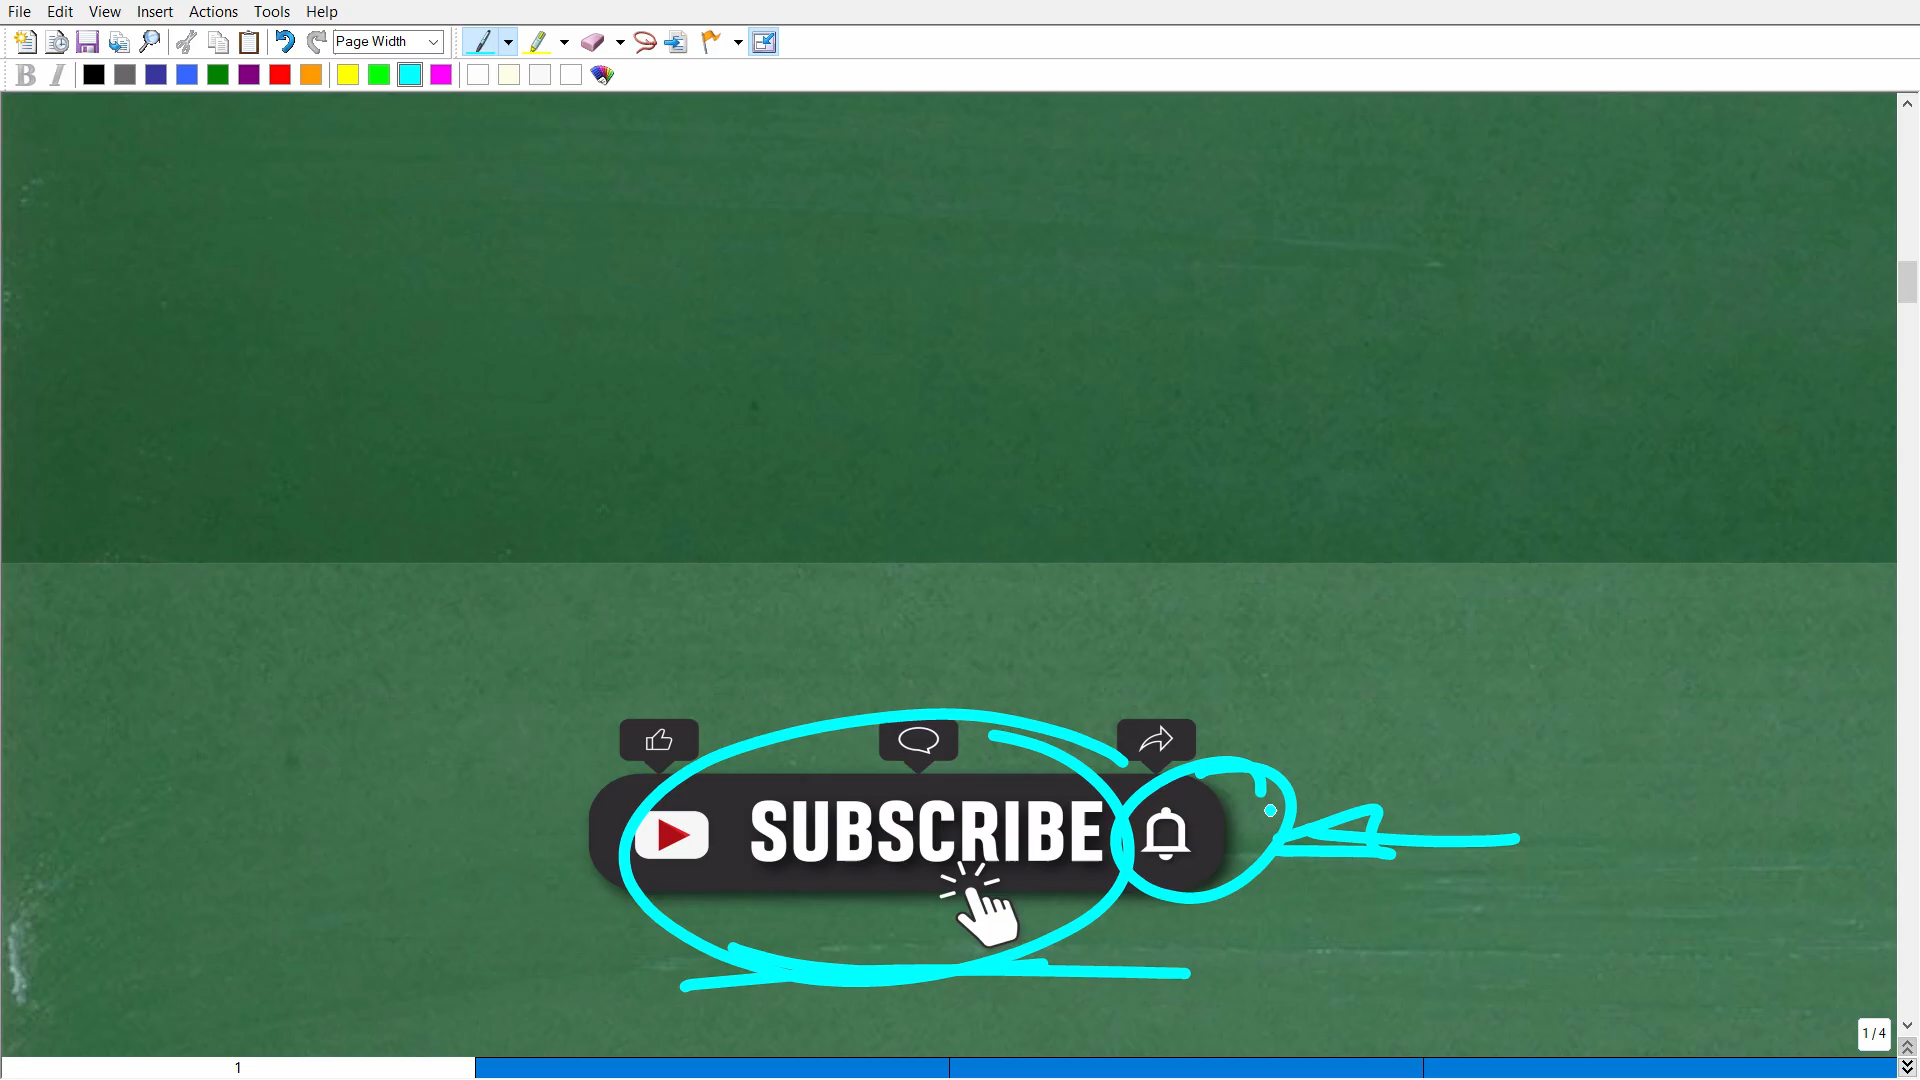 File Edit View Insert Actions Tools Help
Page Width
B I
SUBSCRIBE
1 / 4
1